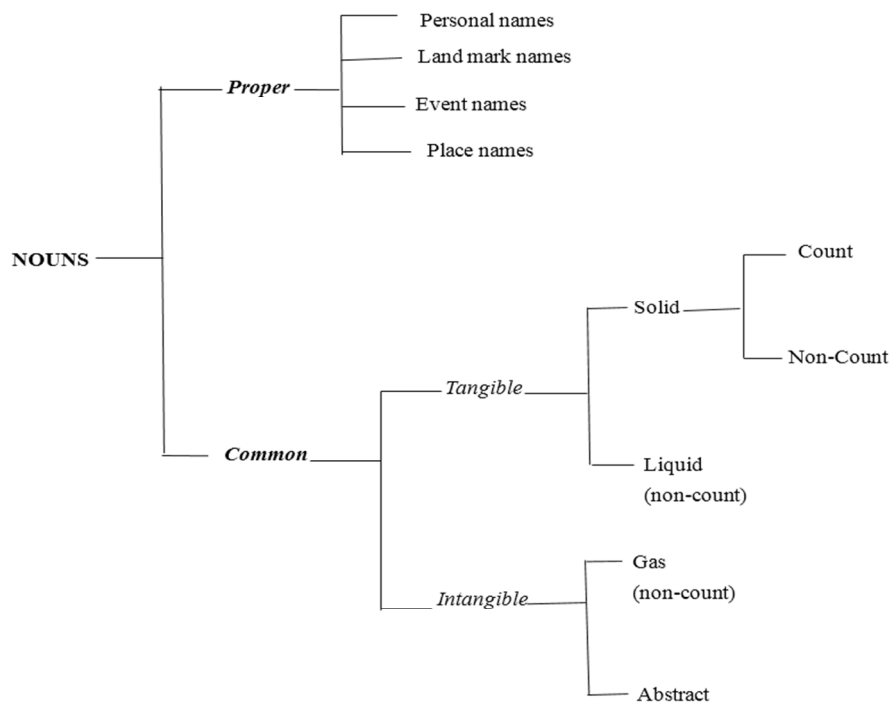 Personal names
Land mark names
Proper
Event names
Place names
NOUNS
Count
Solid
Non-Count
Tangible
Common
Liquid
(non-count)
Gas
(non-count)
Intangible
Abstract